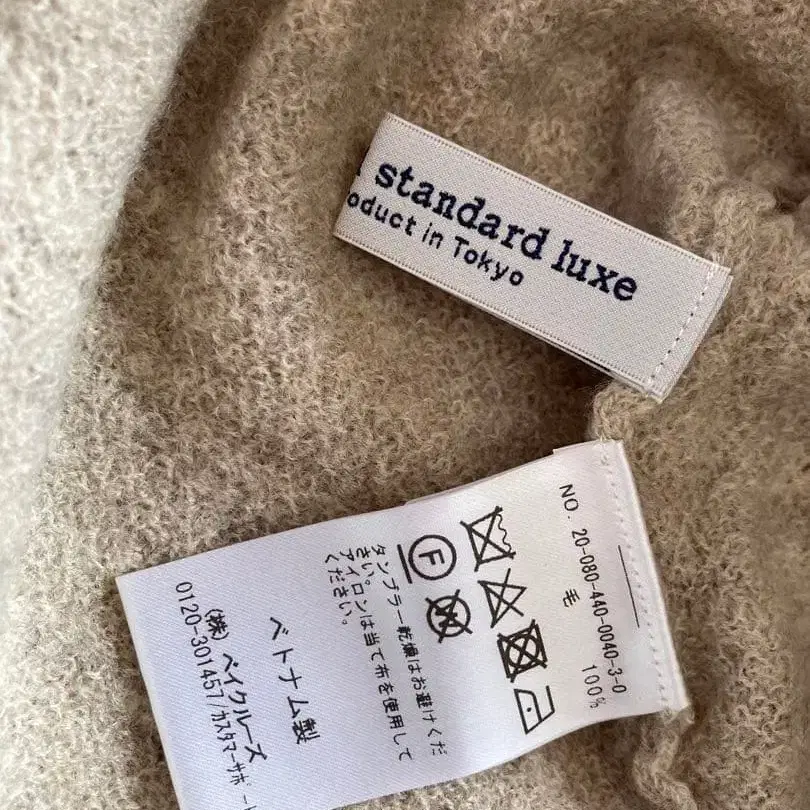 standard luxe
oduct in Tokyo
NO. 20-080-440-0040-3-0
毛 100%
F
W
タンブラー乾燥はお避けくだ
さい。
アイロンは当て布を使用して
ください。
ベトナム製
(株) ベイクルーズ
0120-301457/カスタマーサポート